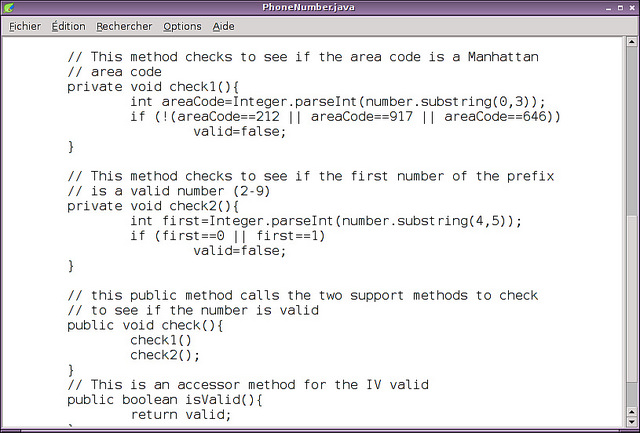 PhoneNumber.java
Fichier Édition Rechercher Options Aide
// This method checks to see if the area code is a Manhattan
// area code
private void check1(){
int areaCode=Integer.parseInt(number.substring(0,3));
if (!(areaCode==212 || areaCode==917 || areaCode==646))
valid=false;
}
// This method checks to see if the first number of the prefix
// is a valid number (2-9)
private void check2(){
int first=Integer.parseInt(number.substring(4,5));
if (first==0 || first==1)
valid=false;
}
// this public method calls the two support methods to check
// to see if the number is valid
public void check(){
check1()
check2();
}
// This is an accessor method for the IV valid
public boolean isValid(){
return valid;